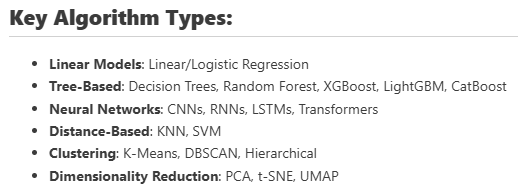 Key Algorithm Types:
• Linear Models: Linear/Logistic Regression
• Tree-Based: Decision Trees, Random Forest, XGBoost, LightGBM, CatBoost
• Neural Networks: CNNs, RNNs, LSTMs, Transformers
• Distance-Based: KNN, SVM
• Clustering: K-Means, DBSCAN, Hierarchical
• Dimensionality Reduction: PCA, t-SNE, UMAP